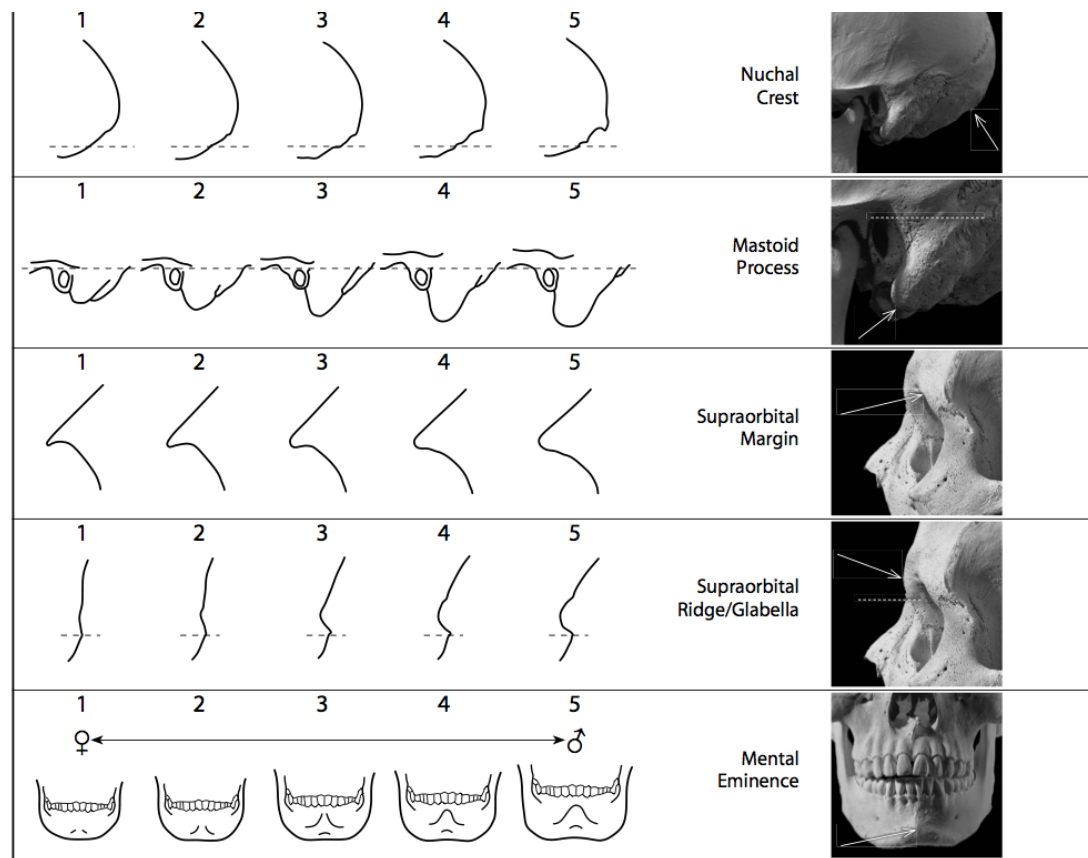 1 2 3 4 5
Nuchal
Crest
1 2 3 4 5
Mastoid
Process
1 2 3 4 5
Supraorbital
Margin
1 2 3 4 5
Supraorbital
Ridge/Glabella
1 2 3 4 5
♀ ♂
Mental
Eminence